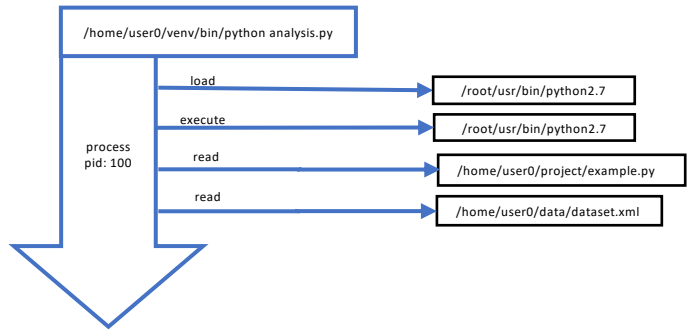 /home/user0/venv/bin/python analysis.py
load
/root/usr/bin/python2.7
execute
/root/usr/bin/python2.7
process
pid: 100
read
/home/user0/project/example.py
read
/home/user0/data/dataset.xml